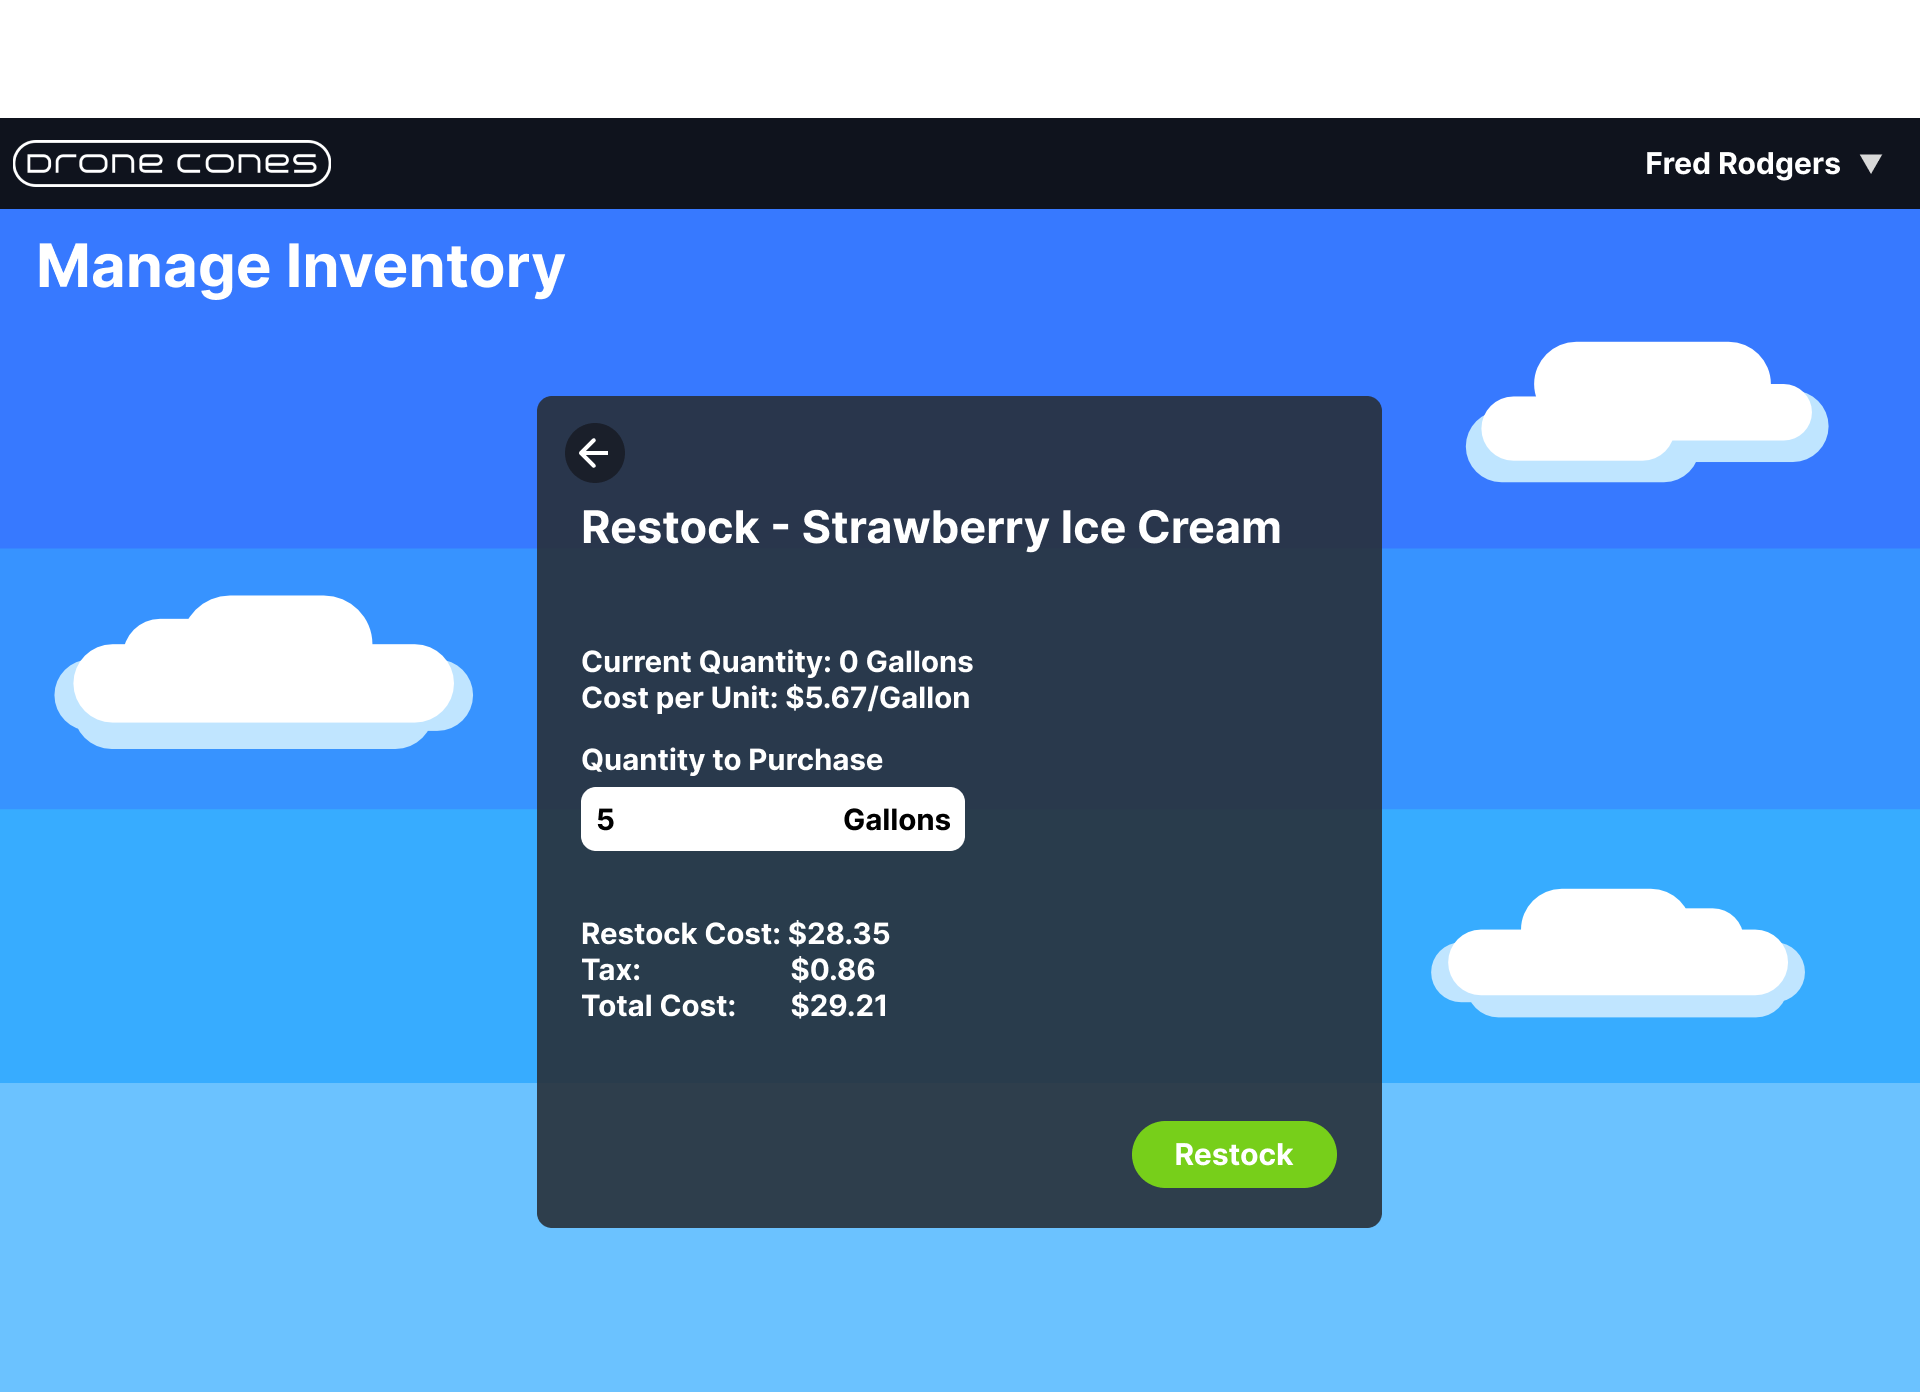 Drone Cones
Fred Rodgers ▼
Manage Inventory
Restock - Strawberry Ice Cream
Current Quantity: 0 Gallons
Cost per Unit: $5.67/Gallon
Quantity to Purchase
5 Gallons
Restock Cost: $28.35
Tax: $0.86
Total Cost: $29.21
Restock